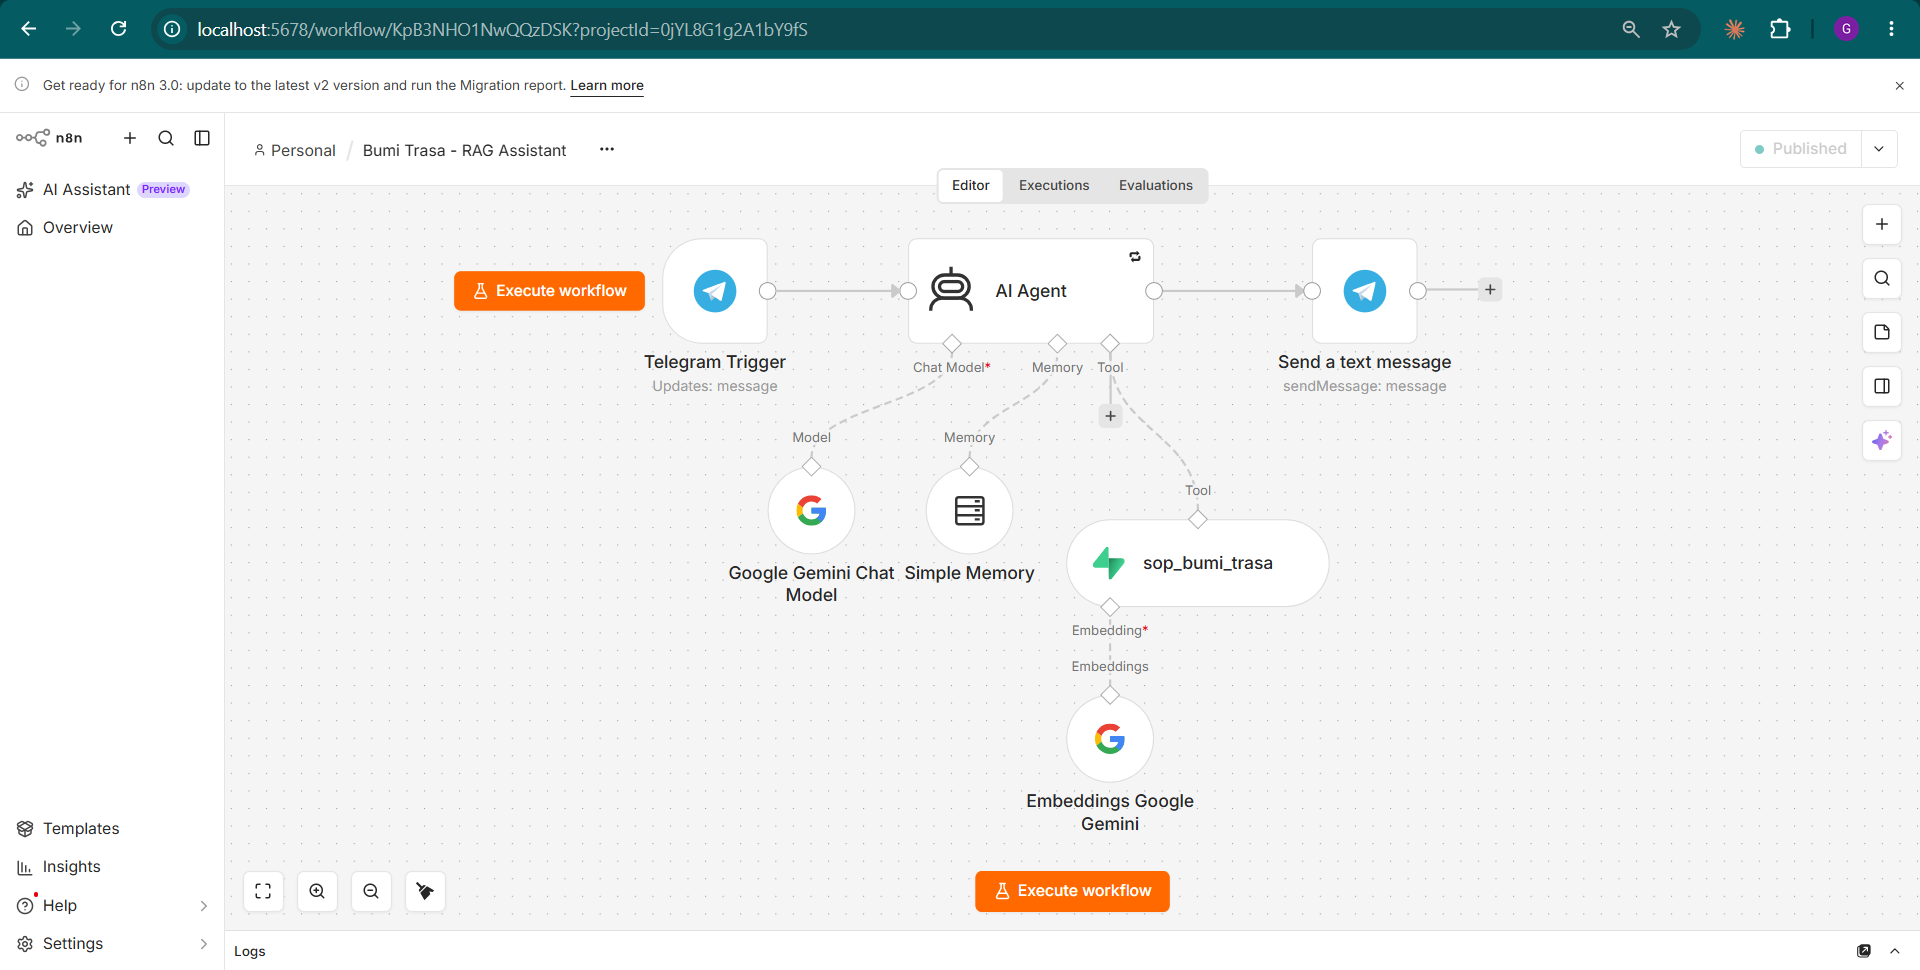 localhost:5678/workflow/KpB3NHO1NwQQzDSK?projectId=0jYL8G1g2A1bY9fS
G
Get ready for n8n 3.0: update to the latest v2 version and run the Migration report. Learn more
n8n
Personal / Bumi Trasa - RAG Assistant
Published
AI Assistant Preview
Overview
Editor Executions Evaluations
Execute workflow
AI Agent
Telegram Trigger
Updates: message
Chat Model*
Memory
Tool
Send a text message
sendMessage: message
Model
Memory
Tool
sop_bumi_trasa
Google Gemini Chat
Model
Simple Memory
Embedding*
Embeddings
Embeddings Google
Gemini
Templates
Insights
Help
Settings
Execute workflow
Logs